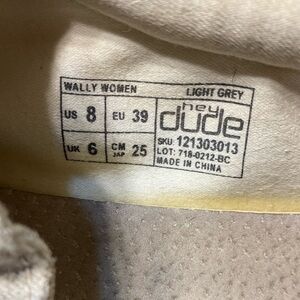 WALLY WOMEN LIGHT GREY
US 8 EU 39
hey
dude
UK 6 CM JAP 25
SKU: 121303013
LOT: 718-0212-BC
MADE IN CHINA